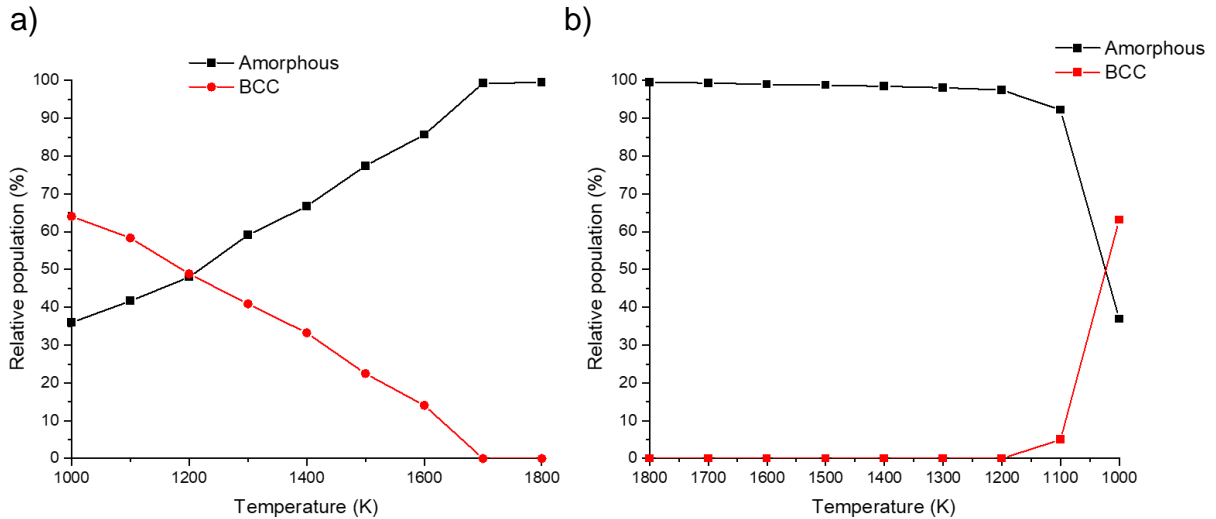 a)
Amorphous
BCC
Relative population (%)
100
90
80
70
60
50
40
30
20
10
0
1000 1200 1400 1600 1800
Temperature (K)
b)
Amorphous
BCC
Relative population (%)
100
90
80
70
60
50
40
30
20
10
0
1800 1700 1600 1500 1400 1300 1200 1100 1000
Temperature (K)